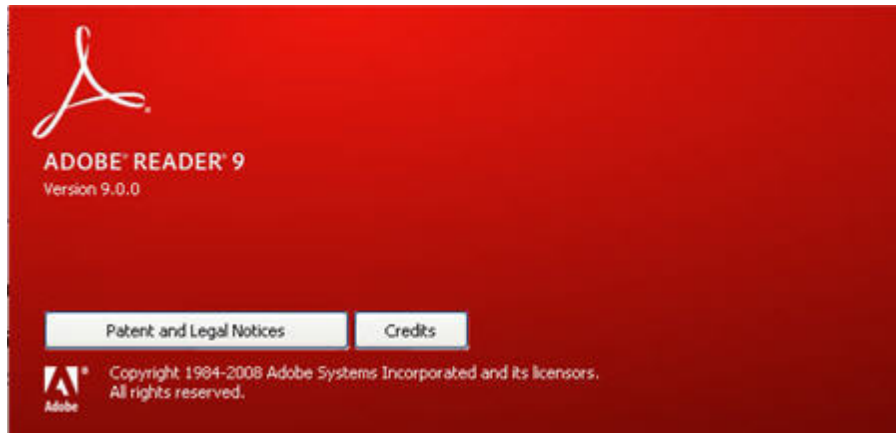 ADOBE® READER® 9
Version 9.0.0
Patent and Legal Notices
Credits
Copyright 1984-2008 Adobe Systems Incorporated and its licensors.
All rights reserved.
Adobe